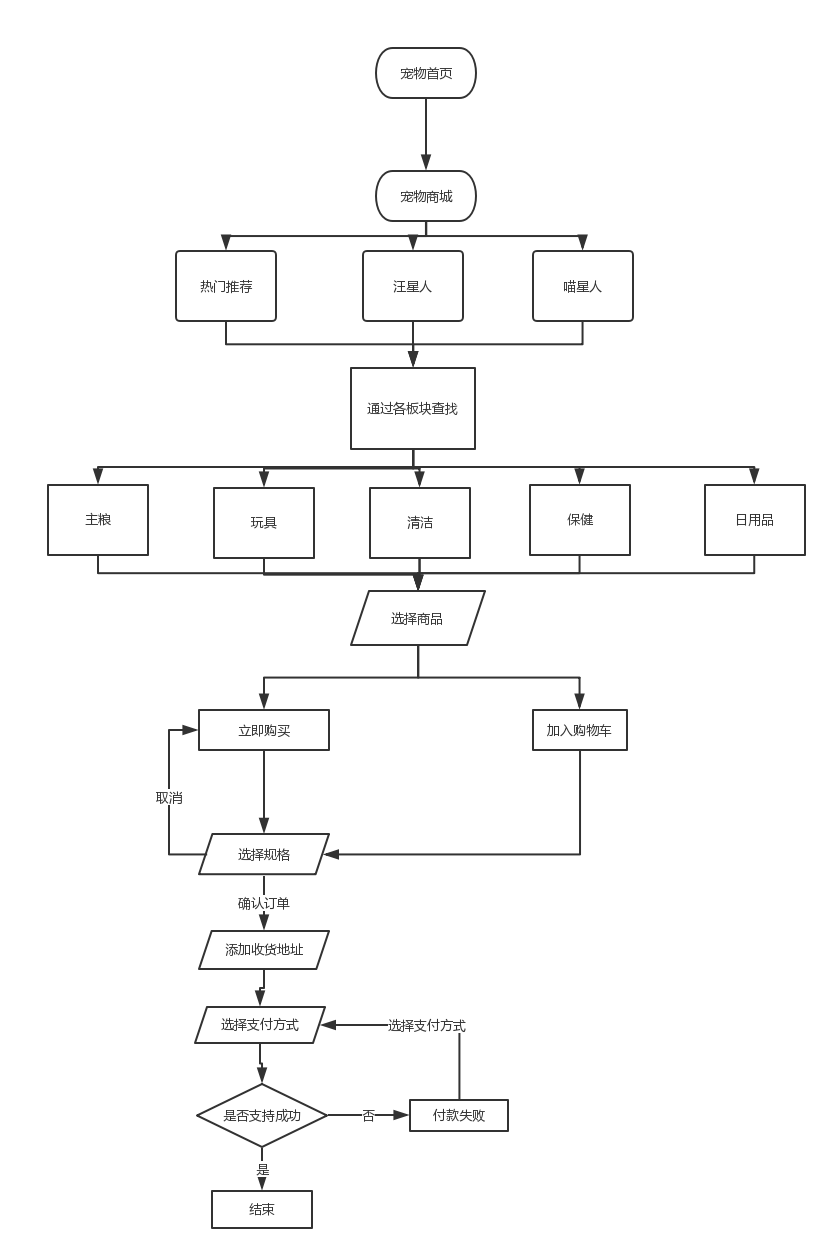 宠物首页
宠物商城
热门推荐
汪星人
喵星人
通过各板块查找
主粮
玩具
清洁
保健
日用品
选择商品
立即购买
加入购物车
取消
选择规格
确认订单
添加收货地址
选择支付方式
选择支付方式
是否支持成功
否
付款失败
是
结束